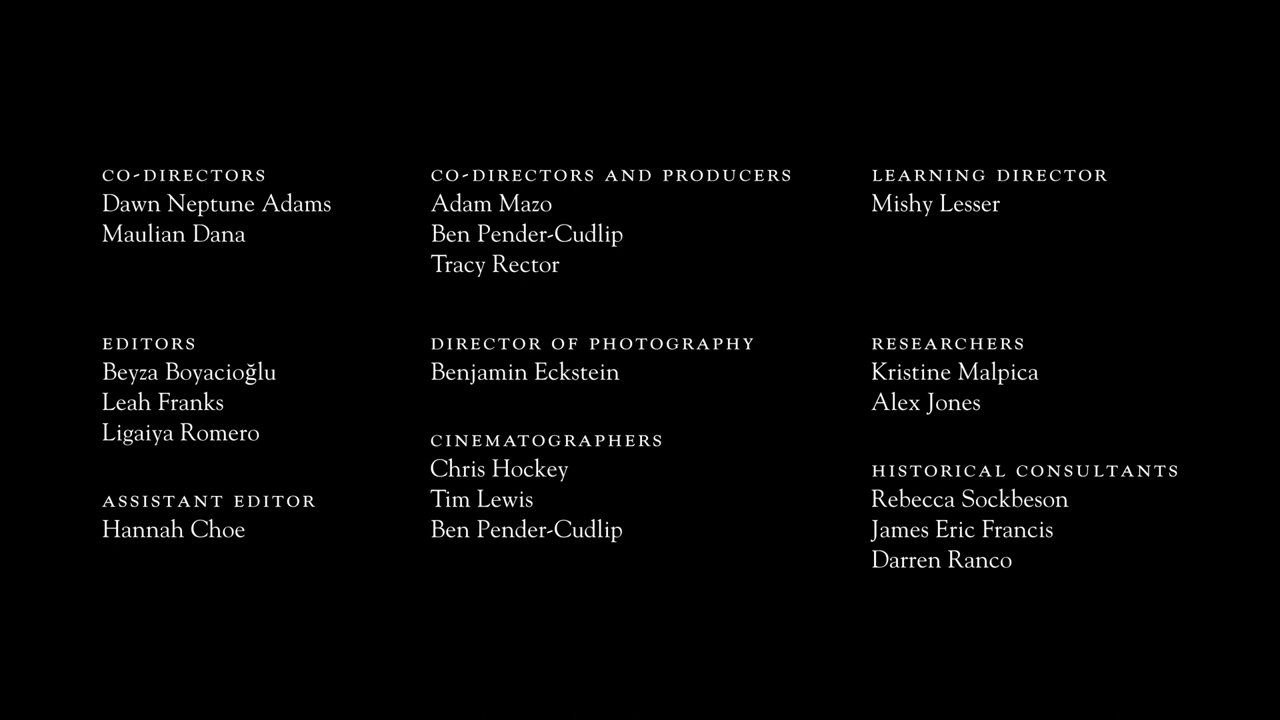 CO-DIRECTORS
Dawn Neptune Adams
Maulian Dana
CO-DIRECTORS AND PRODUCERS
Adam Mazo
Ben Pender-Cudlip
Tracy Rector
LEARNING DIRECTOR
Mishy Lesser
EDITORS
Beyza Boyacioğlu
Leah Franks
Ligaiya Romero
ASSISTANT EDITOR
Hannah Choe
DIRECTOR OF PHOTOGRAPHY
Benjamin Eckstein
CINEMATOGRAPHERS
Chris Hockey
Tim Lewis
Ben Pender-Cudlip
RESEARCHERS
Kristine Malpica
Alex Jones
HISTORICAL CONSULTANTS
Rebecca Sockbeson
James Eric Francis
Darren Ranco